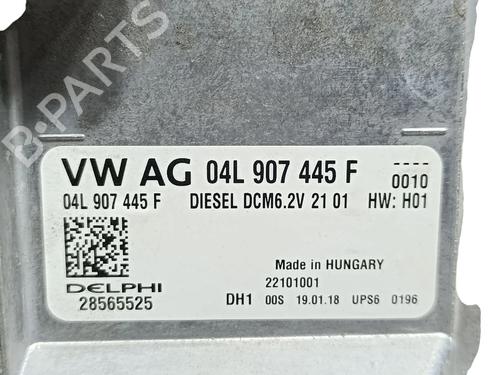 B-PARTS
VW AG 04L 907 445 F
----
0010
04L 907 445 F DIESEL DCM6.2V 21 01 HW: H01
Made in HUNGARY
22101001
DELPHI
28565525
DH1 00S 19.01.18 UPS6 0196